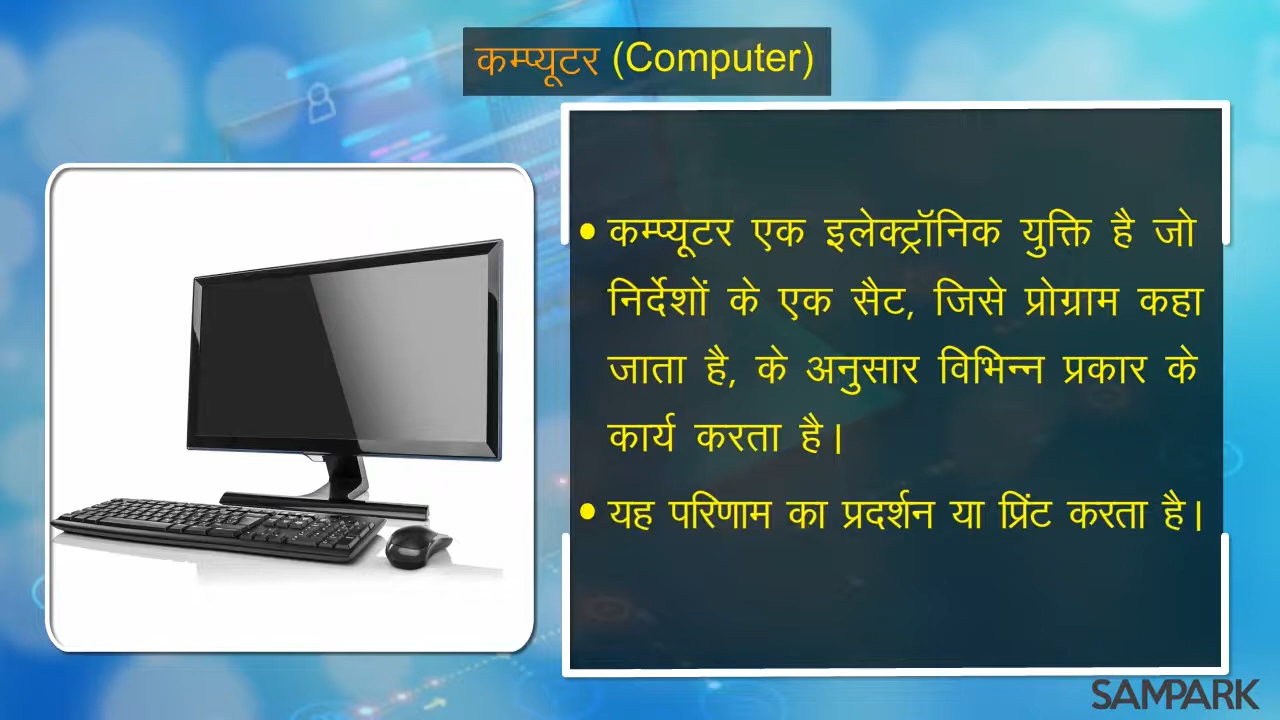 कम्प्यूटर (Computer)
• कम्प्यूटर एक इलेक्ट्रॉनिक युक्ति है जो
निर्देशों के एक सैट, जिसे प्रोग्राम कहा
जाता है, के अनुसार विभिन्न प्रकार के
कार्य करता है।
• यह परिणाम का प्रदर्शन या प्रिंट करता है।
SAMPARK